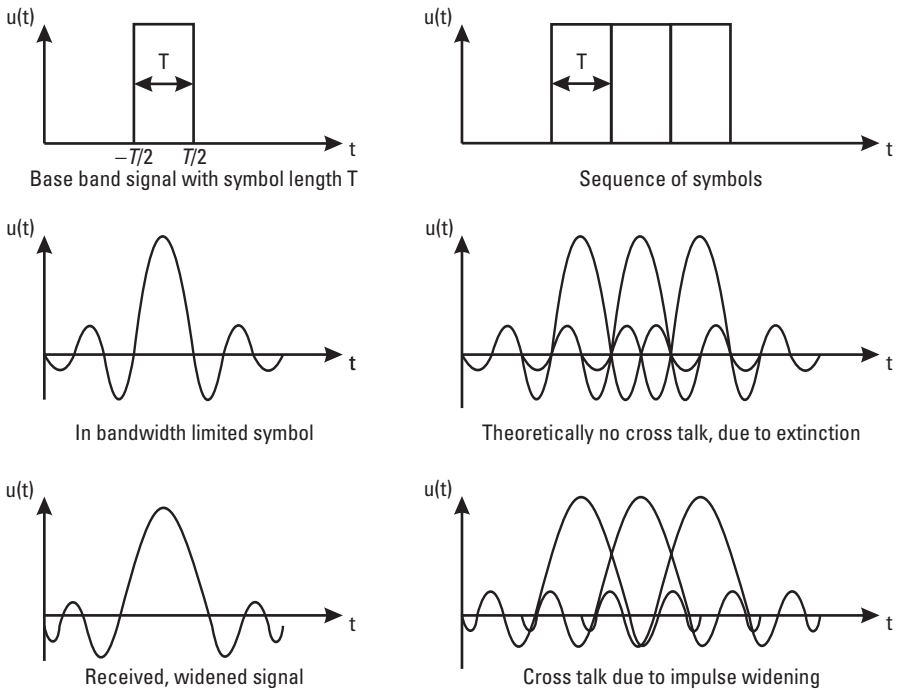 u(t)
T
t
−T/2 T/2
Base band signal with symbol length T
u(t)
T
t
Sequence of symbols
u(t)
t
In bandwidth limited symbol
u(t)
t
Theoretically no cross talk, due to extinction
u(t)
t
Received, widened signal
u(t)
t
Cross talk due to impulse widening